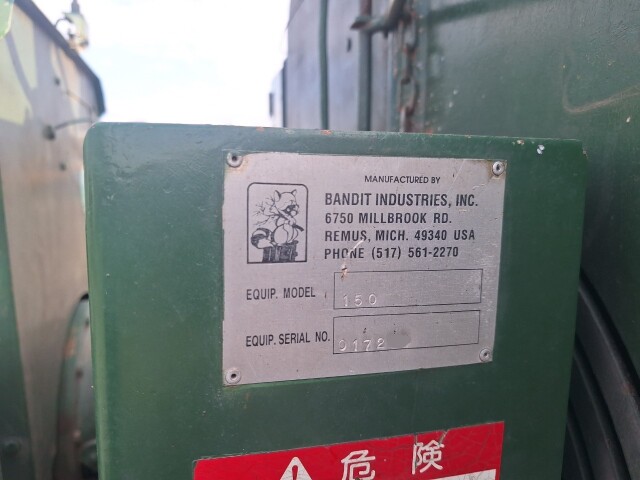 MANUFACTURED BY
BANDIT INDUSTRIES, INC.
6750 MILLBROOK RD.
REMUS, MICH. 49340 USA
PHONE (517) 561-2270
EQUIP. MODEL 150
EQUIP. SERIAL NO. 0172
危険